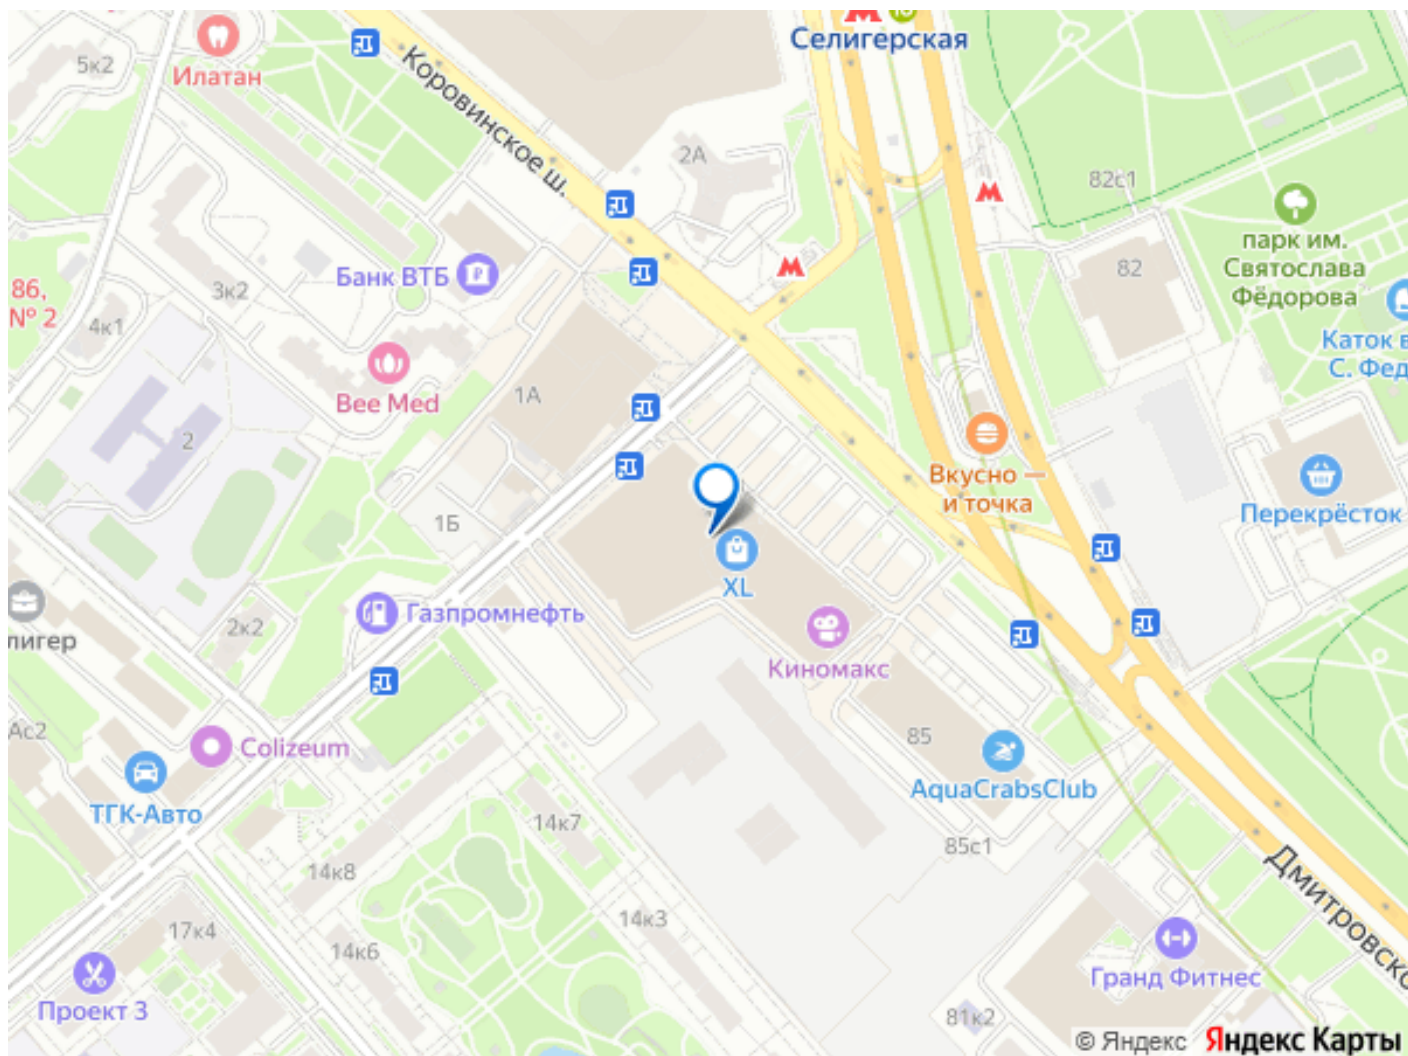 Селигерская
5к2
Илатан
Коровинское ш.
2А
82с1
парк им.
Святослава
Фёдорова
82
Банк ВТБ
3к2
86,
№ 2
4к1
Каток в
С. Фед
Bee Med
1А
2
Вкусно —
и точка
Перекрёсток
1Б
XL
Газпромнефть
2к2
лигер
Киномакс
Ас2
Colizeum
85
AquaCrabsClub
ТГК-Авто
14к7
85с1
14к8
Дмитровско
14к3
17к4
14к6
Гранд Фитнес
Проект 3
81к2
© Яндекс Яндекс Карты